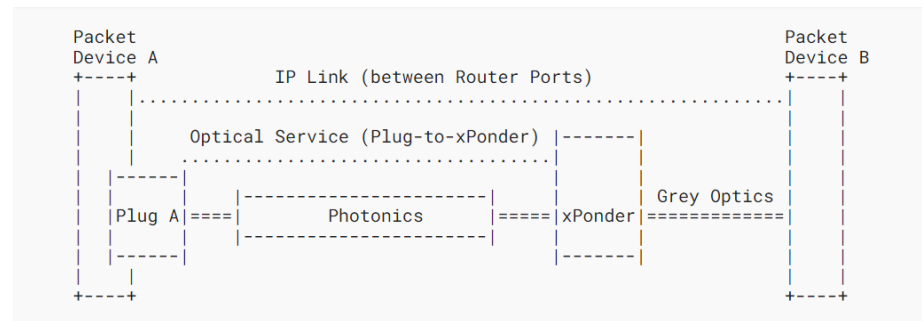 Packet Packet
Device A Device B
IP Link (between Router Ports)
Optical Service (Plug-to-xPonder)
Grey Optics
Plug A Photonics xPonder